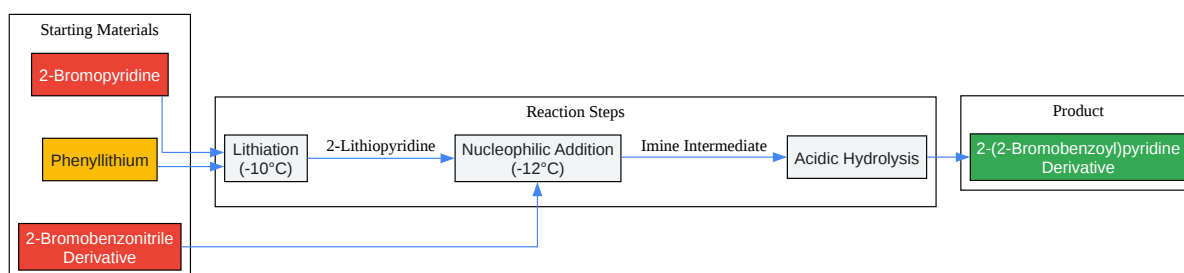 Starting Materials
2-Bromopyridine
Phenyllithium
2-Bromobenzonitrile
Derivative
Reaction Steps
Lithiation
(-10°C)
2-Lithiopyridine
Nucleophilic Addition
(-12°C)
Imine Intermediate
Acidic Hydrolysis
Product
2-(2-Bromobenzoyl)pyridine
Derivative